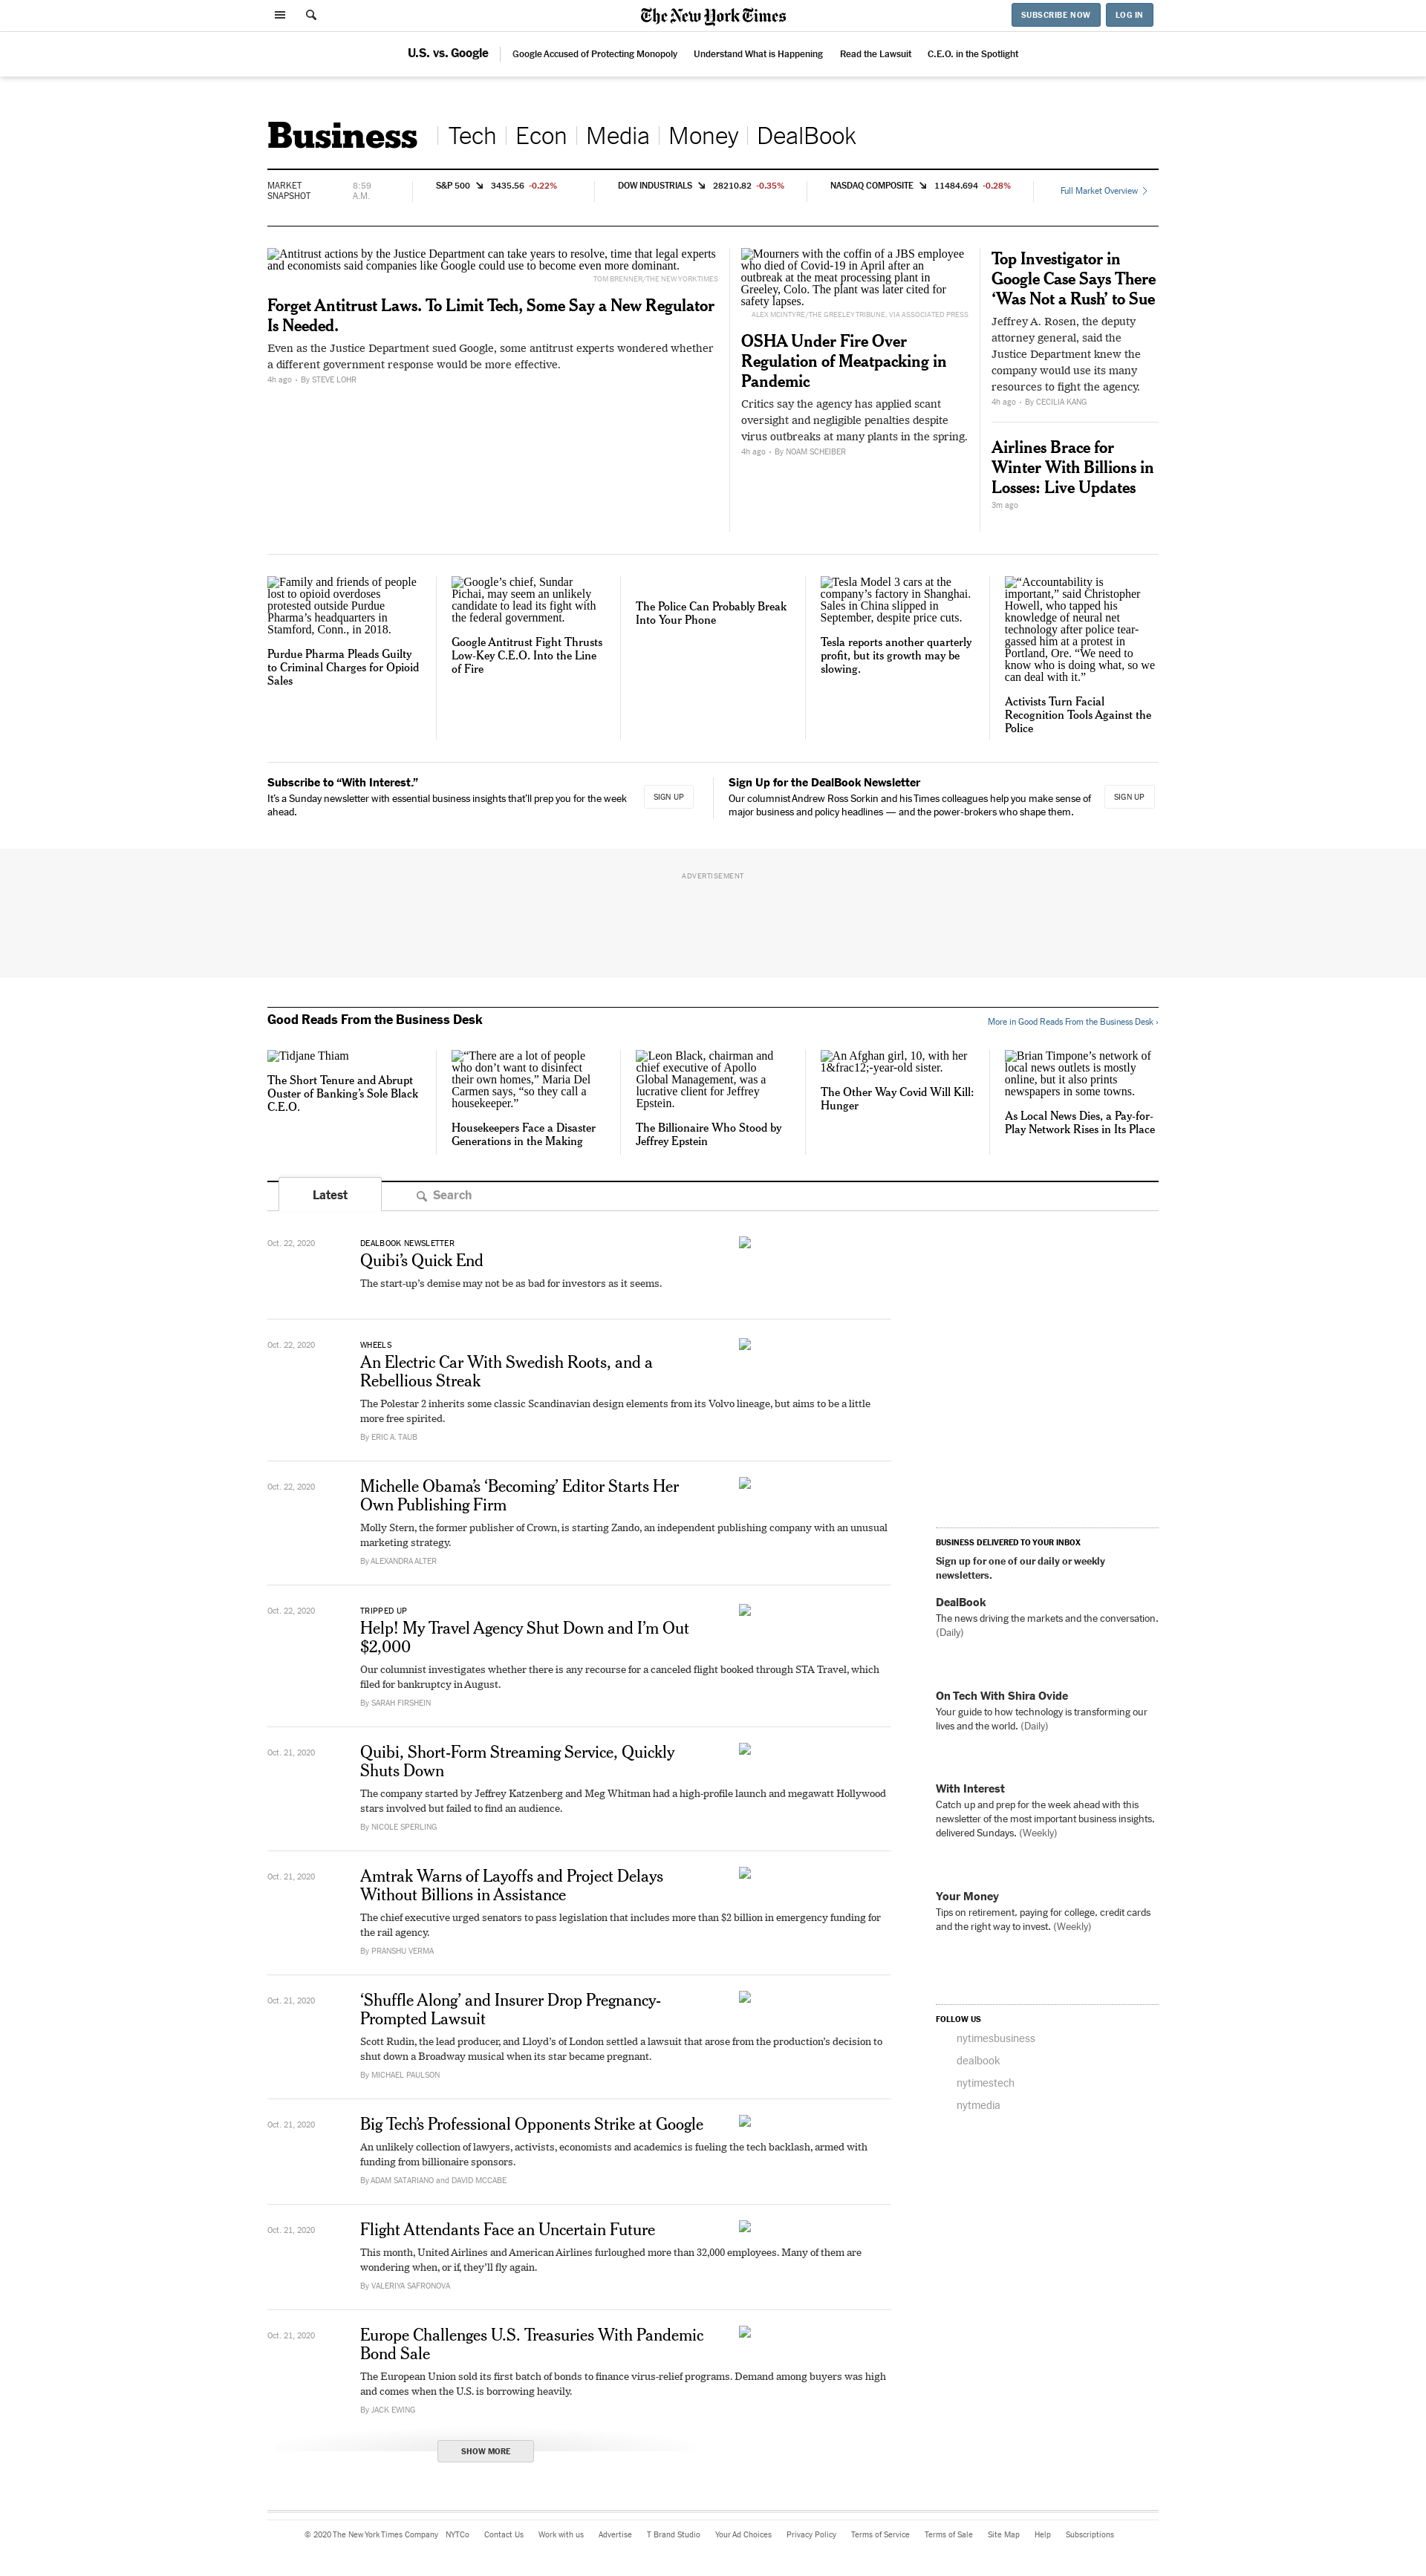 The New York Times
SUBSCRIBE NOW
LOG IN
U.S. vs. Google
Google Accused of Protecting Monopoly
Understand What is Happening
Read the Lawsuit
C.E.O. in the Spotlight
Business
Tech
Econ
Media
Money
DealBook
MARKET
SNAPSHOT
8:59
A.M.
S&P 500 3435.56 -0.22%
DOW INDUSTRIALS 28210.82 -0.35%
NASDAQ COMPOSITE 11484.694 -0.28%
Full Market Overview
Antitrust actions by the Justice Department can take years to resolve, time that legal experts
and economists said companies like Google could use to become even more dominant.
TOM BRENNER/THE NEW YORK TIMES
Forget Antitrust Laws. To Limit Tech, Some Say a New Regulator
Is Needed.
Even as the Justice Department sued Google, some antitrust experts wondered whether
a different government response would be more effective.
4h ago • By STEVE LOHR
Mourners with the coffin of a JBS employee
who died of Covid-19 in April after an
outbreak at the meat processing plant in
Greeley, Colo. The plant was later cited for
safety lapses.
ALEX MCINTYRE/THE GREELEY TRIBUNE, VIA ASSOCIATED PRESS
OSHA Under Fire Over
Regulation of Meatpacking in
Pandemic
Critics say the agency has applied scant
oversight and negligible penalties despite
virus outbreaks at many plants in the spring.
4h ago • By NOAM SCHEIBER
Top Investigator in
Google Case Says There
‘Was Not a Rush’ to Sue
Jeffrey A. Rosen, the deputy
attorney general, said the
Justice Department knew the
company would use its many
resources to fight the agency.
4h ago • By CECILIA KANG
Airlines Brace for
Winter With Billions in
Losses: Live Updates
3m ago
Family and friends of people
lost to opioid overdoses
protested outside Purdue
Pharma’s headquarters in
Stamford, Conn., in 2018.
Purdue Pharma Pleads Guilty
to Criminal Charges for Opioid
Sales
Google’s chief, Sundar
Pichai, may seem an unlikely
candidate to lead its fight with
the federal government.
Google Antitrust Fight Thrusts
Low-Key C.E.O. Into the Line
of Fire
The Police Can Probably Break
Into Your Phone
Tesla Model 3 cars at the
company’s factory in Shanghai.
Sales in China slipped in
September, despite price cuts.
Tesla reports another quarterly
profit, but its growth may be
slowing.
“Accountability is
important,” said Christopher
Howell, who tapped his
knowledge of neural net
technology after police tear-
gassed him at a protest in
Portland, Ore. “We need to
know who is doing what, so we
can deal with it.”
Activists Turn Facial
Recognition Tools Against the
Police
Subscribe to “With Interest.”
It’s a Sunday newsletter with essential business insights that’ll prep you for the week
ahead.
SIGN UP
Sign Up for the DealBook Newsletter
Our columnist Andrew Ross Sorkin and his Times colleagues help you make sense of
major business and policy headlines — and the power-brokers who shape them.
SIGN UP
ADVERTISEMENT
Good Reads From the Business Desk
More in Good Reads From the Business Desk ›
Tidjane Thiam
The Short Tenure and Abrupt
Ouster of Banking’s Sole Black
C.E.O.
“There are a lot of people
who don’t want to disinfect
their own homes,” Maria Del
Carmen says, “so they call a
housekeeper.”
Housekeepers Face a Disaster
Generations in the Making
Leon Black, chairman and
chief executive of Apollo
Global Management, was a
lucrative client for Jeffrey
Epstein.
The Billionaire Who Stood by
Jeffrey Epstein
An Afghan girl, 10, with her
1&frac12;-year-old sister.
The Other Way Covid Will Kill:
Hunger
Brian Timpone’s network of
local news outlets is mostly
online, but it also prints
newspapers in some towns.
As Local News Dies, a Pay-for-
Play Network Rises in Its Place
Latest
Search
Oct. 22, 2020
DEALBOOK NEWSLETTER
Quibi’s Quick End
The start-up’s demise may not be as bad for investors as it seems.
Oct. 22, 2020
WHEELS
An Electric Car With Swedish Roots, and a
Rebellious Streak
The Polestar 2 inherits some classic Scandinavian design elements from its Volvo lineage, but aims to be a little
more free spirited.
By ERIC A. TAUB
Oct. 22, 2020
Michelle Obama’s ‘Becoming’ Editor Starts Her
Own Publishing Firm
Molly Stern, the former publisher of Crown, is starting Zando, an independent publishing company with an unusual
marketing strategy.
By ALEXANDRA ALTER
Oct. 22, 2020
TRIPPED UP
Help! My Travel Agency Shut Down and I’m Out
$2,000
Our columnist investigates whether there is any recourse for a canceled flight booked through STA Travel, which
filed for bankruptcy in August.
By SARAH FIRSHEIN
Oct. 21, 2020
Quibi, Short-Form Streaming Service, Quickly
Shuts Down
The company started by Jeffrey Katzenberg and Meg Whitman had a high-profile launch and megawatt Hollywood
stars involved but failed to find an audience.
By NICOLE SPERLING
Oct. 21, 2020
Amtrak Warns of Layoffs and Project Delays
Without Billions in Assistance
The chief executive urged senators to pass legislation that includes more than $2 billion in emergency funding for
the rail agency.
By PRANSHU VERMA
Oct. 21, 2020
‘Shuffle Along’ and Insurer Drop Pregnancy-
Prompted Lawsuit
Scott Rudin, the lead producer, and Lloyd’s of London settled a lawsuit that arose from the production’s decision to
shut down a Broadway musical when its star became pregnant.
By MICHAEL PAULSON
Oct. 21, 2020
Big Tech’s Professional Opponents Strike at Google
An unlikely collection of lawyers, activists, economists and academics is fueling the tech backlash, armed with
funding from billionaire sponsors.
By ADAM SATARIANO and DAVID MCCABE
Oct. 21, 2020
Flight Attendants Face an Uncertain Future
This month, United Airlines and American Airlines furloughed more than 32,000 employees. Many of them are
wondering when, or if, they’ll fly again.
By VALERIYA SAFRONOVA
Oct. 21, 2020
Europe Challenges U.S. Treasuries With Pandemic
Bond Sale
The European Union sold its first batch of bonds to finance virus-relief programs. Demand among buyers was high
and comes when the U.S. is borrowing heavily.
By JACK EWING
SHOW MORE
BUSINESS DELIVERED TO YOUR INBOX
Sign up for one of our daily or weekly
newsletters.
DealBook
The news driving the markets and the conversation.
(Daily)
On Tech With Shira Ovide
Your guide to how technology is transforming our
lives and the world. (Daily)
With Interest
Catch up and prep for the week ahead with this
newsletter of the most important business insights,
delivered Sundays. (Weekly)
Your Money
Tips on retirement, paying for college, credit cards
and the right way to invest. (Weekly)
FOLLOW US
nytimesbusiness
dealbook
nytimestech
nytmedia
© 2020 The New York Times Company NYTCo Contact Us Work with us Advertise T Brand Studio Your Ad Choices Privacy Policy Terms of Service Terms of Sale Site Map Help Subscriptions